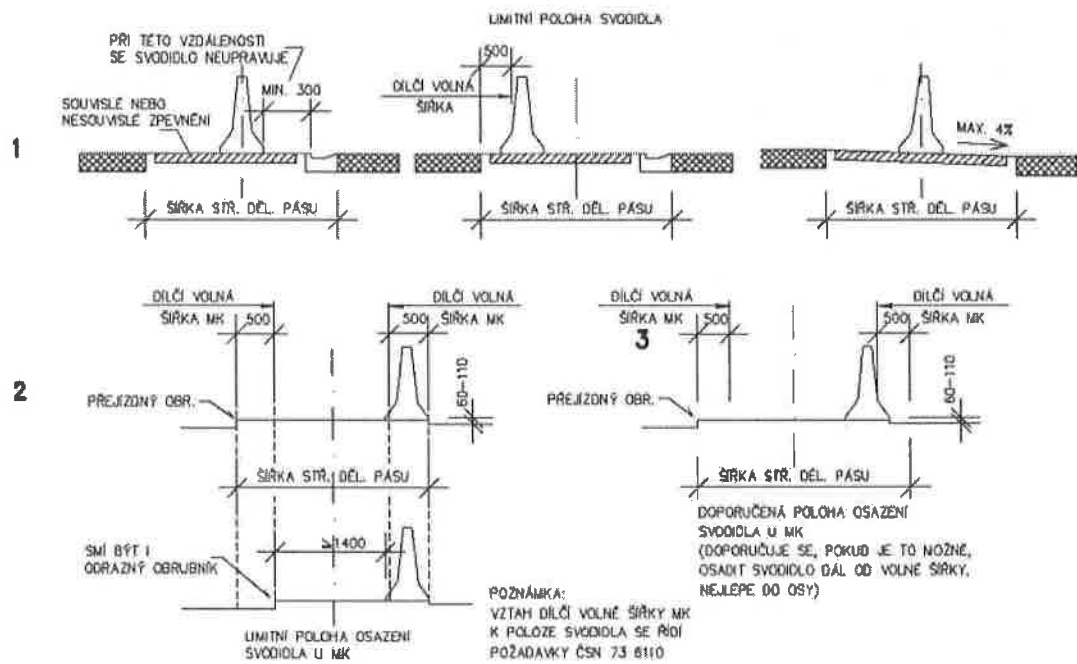 LIMITNÍ POLOHA SVODIDLA
PŘI TÉTO VZDÁLENOSTI
SE SVODIDLO NEUPRAVUJE
MIN. 300
SOUVISLÉ NEBO
NESOUVISLÉ ZPEVNĚNÍ
500
DÍLČÍ VOLNÁ
ŠÍŘKA
MAX. 4%
1
ŠÍŘKA STŘ. DĚL. PÁSU
ŠÍŘKA STŘ. DĚL. PÁSU
ŠÍŘKA STŘ. DĚL. PÁSU
2
DÍLČÍ VOLNÁ
ŠÍŘKA MK
500
DÍLČÍ VOLNÁ
500
ŠÍŘKA MK
PŘEJÍZDNÝ OBR.
60-110
ŠÍŘKA STŘ. DĚL. PÁSU
SMÍ BÝT I
ODRAZNÝ OBRUBNÍK
≥1400
LIMITNÍ POLOHA OSAZENÍ
SVODIDLA U MK
POZNÁMKA:
VZTAH DÍLČÍ VOLNÉ ŠÍŘKY MK
K POLOZE SVODIDLA SE ŘÍDÍ
POŽADAVKY ČSN 73 6110
3
DÍLČÍ VOLNÁ
ŠÍŘKA MK
500
DÍLČÍ VOLNÁ
500
ŠÍŘKA MK
PŘEJÍZDNÝ OBR.
60-110
ŠÍŘKA STŘ. DĚL. PÁSU
DOPORUČENÁ POLOHA OSAZENÍ
SVODIDLA U MK
(DOPORUČUJE SE, POKUD JE TO MOŽNÉ,
OSADIT SVODIDLO DÁL OD VOLNÉ ŠÍŘKY,
NEJLÉPE DO OSY)